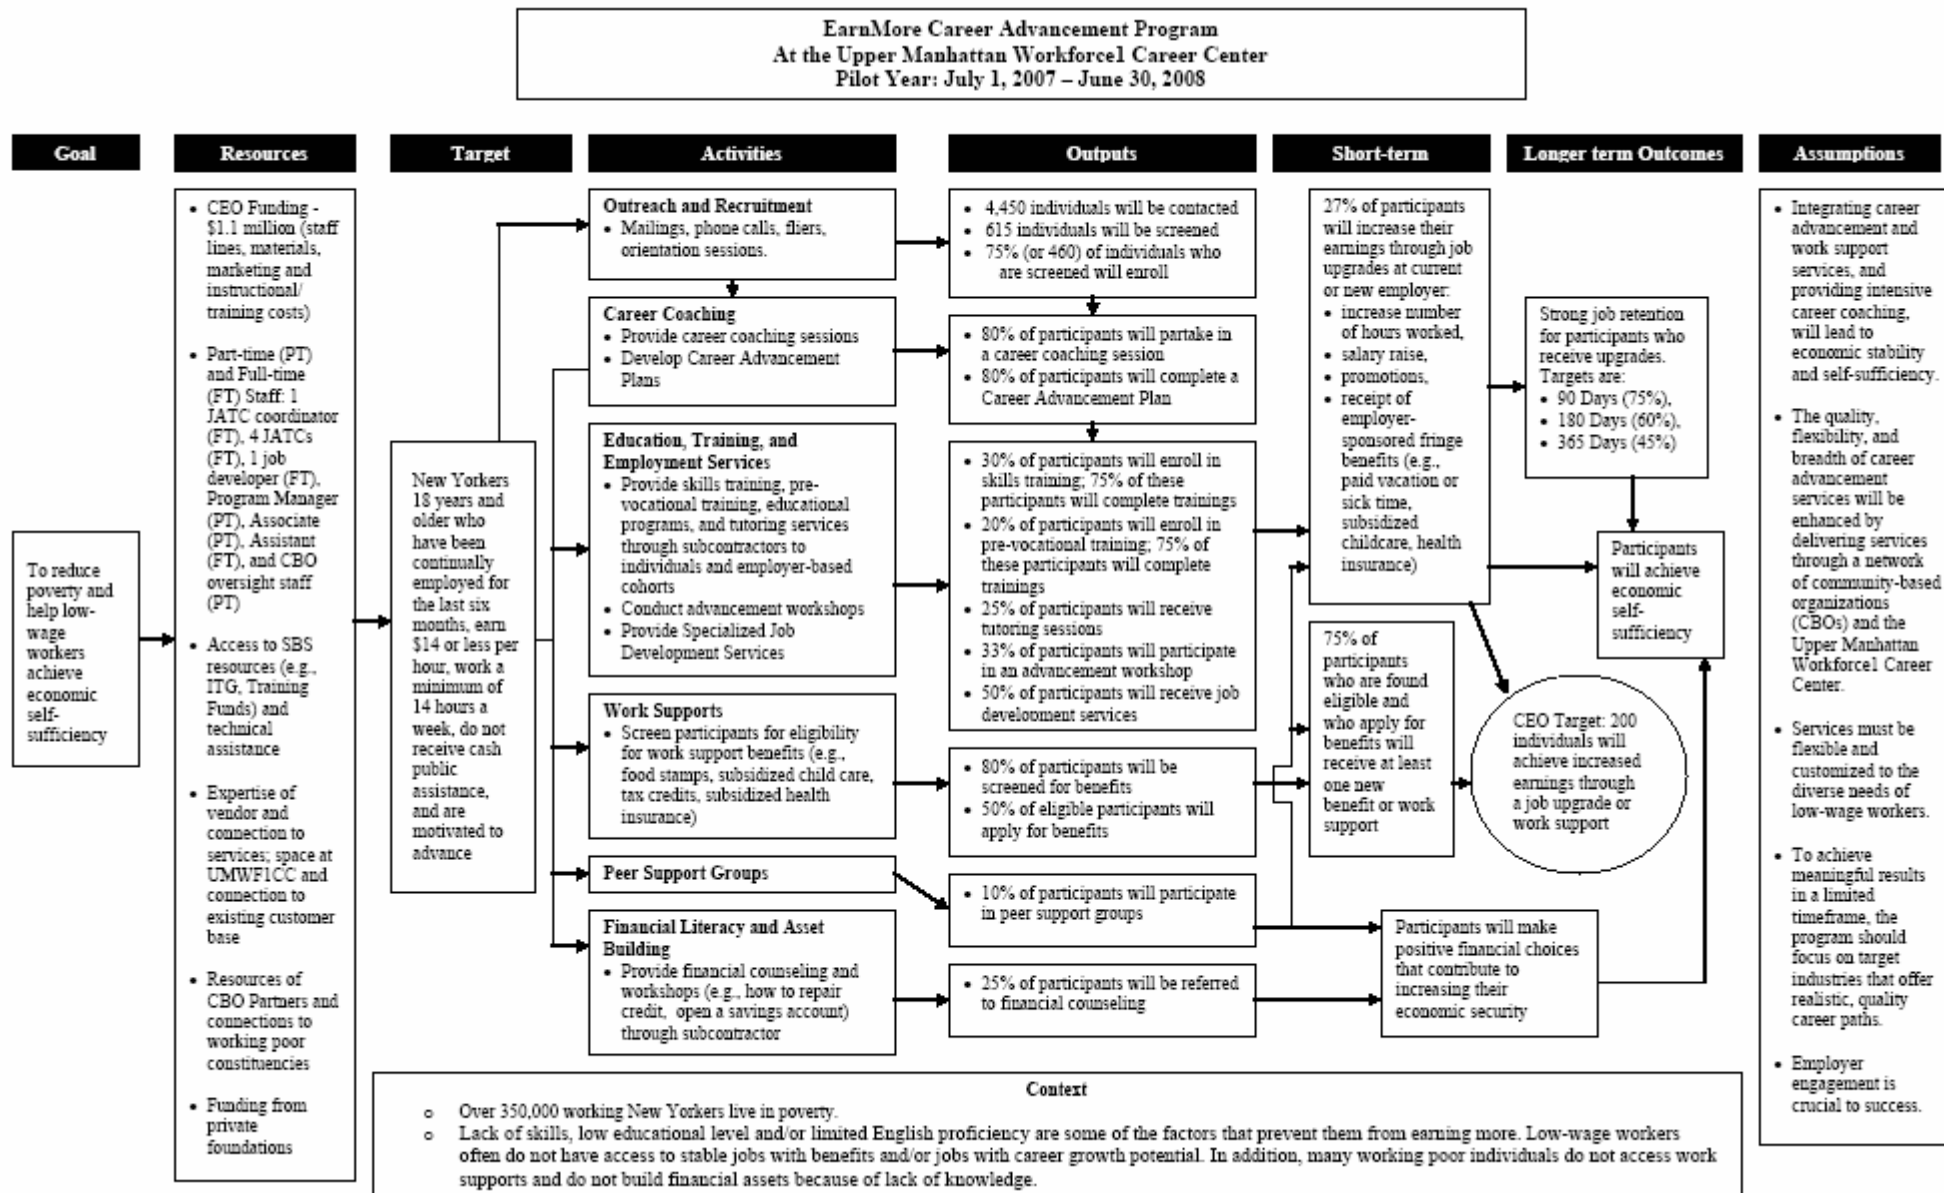 EarnMore Career Advancement Program
At the Upper Manhattan Workforce1 Career Center
Pilot Year: July 1, 2007 – June 30, 2008
Goal
Resources
Target
Activities
Outputs
Short-term
Longer term Outcomes
Assumptions
To reduce
poverty and
help low-
wage
workers
achieve
economic
self-
sufficiency
• CEO Funding -
$1.1 million (staff
lines, materials,
marketing and
instructional/
training costs)
• Part-time (PT)
and Full-time
(FT) Staff: 1
JATC coordinator
(FT), 4 JATCs
(FT), 1 job
developer (FT),
Program Manager
(PT), Associate
(PT), Assistant
(FT), and CBO
oversight staff
(PT)
• Access to SBS
resources (e.g.,
ITG, Training
Funds) and
technical
assistance
• Expertise of
vendor and
connection to
services; space at
UMWF1CC and
connection to
existing customer
base
• Resources of
CBO Partners and
connections to
working poor
constituencies
• Funding from
private
foundations
New Yorkers
18 years and
older who
have been
continually
employed for
the last six
months, earn
$14 or less per
hour, work a
minimum of
14 hours a
week, do not
receive cash
public
assistance,
and are
motivated to
advance
Outreach and Recruitment
• Mailings, phone calls, fliers,
orientation sessions.
Career Coaching
• Provide career coaching sessions
• Develop Career Advancement
Plans
Education, Training, and
Employment Services
• Provide skills training, pre-
vocational training, educational
programs, and tutoring services
through subcontractors to
individuals and employer-based
cohorts
• Conduct advancement workshops
• Provide Specialized Job
Development Services
Work Supports
• Screen participants for eligibility
for work support benefits (e.g.,
food stamps, subsidized child care,
tax credits, subsidized health
insurance)
Peer Support Groups
Financial Literacy and Asset
Building
• Provide financial counseling and
workshops (e.g., how to repair
credit, open a savings account)
through subcontractor
• 4,450 individuals will be contacted
• 615 individuals will be screened
• 75% (or 460) of individuals who
are screened will enroll
• 80% of participants will partake in
a career coaching session
• 80% of participants will complete a
Career Advancement Plan
• 30% of participants will enroll in
skills training; 75% of these
participants will complete trainings
• 20% of participants will enroll in
pre-vocational training; 75% of
these participants will complete
trainings
• 25% of participants will receive
tutoring sessions
• 33% of participants will participate
in an advancement workshop
• 50% of participants will receive job
development services
• 80% of participants will be
screened for benefits
• 50% of eligible participants will
apply for benefits
• 10% of participants will participate
in peer support groups
• 25% of participants will be referred
to financial counseling
27% of participants
will increase their
earnings through job
upgrades at current
or new employer:
• increase number
of hours worked,
• salary raise,
• promotions,
• receipt of
employer-
sponsored fringe
benefits (e.g.,
paid vacation or
sick time,
subsidized
childcare, health
insurance)
75% of
participants
who are found
eligible and
who apply for
benefits will
receive at least
one new
benefit or work
support
Participants will make
positive financial choices
that contribute to
increasing their
economic security
Strong job retention
for participants who
receive upgrades.
Targets are:
• 90 Days (75%),
• 180 Days (60%),
• 365 Days (45%)
Participants
will achieve
economic
self-
sufficiency
CEO Target: 200
individuals will
achieve increased
earnings through
a job upgrade or
work support
• Integrating career
advancement and
work support
services, and
providing intensive
career coaching,
will lead to
economic stability
and self-sufficiency.
• The quality,
flexibility, and
breadth of career
advancement
services will be
enhanced by
delivering services
through a network
of community-based
organizations
(CBOs) and the
Upper Manhattan
Workforce1 Career
Center.
• Services must be
flexible and
customized to the
diverse needs of
low-wage workers.
• To achieve
meaningful results
in a limited
timeframe, the
program should
focus on target
industries that offer
realistic, quality
career paths.
• Employer
engagement is
crucial to success.
Context
o Over 350,000 working New Yorkers live in poverty.
o Lack of skills, low educational level and/or limited English proficiency are some of the factors that prevent them from earning more. Low-wage workers
often do not have access to stable jobs with benefits and/or jobs with career growth potential. In addition, many working poor individuals do not access work
supports and do not build financial assets because of lack of knowledge.